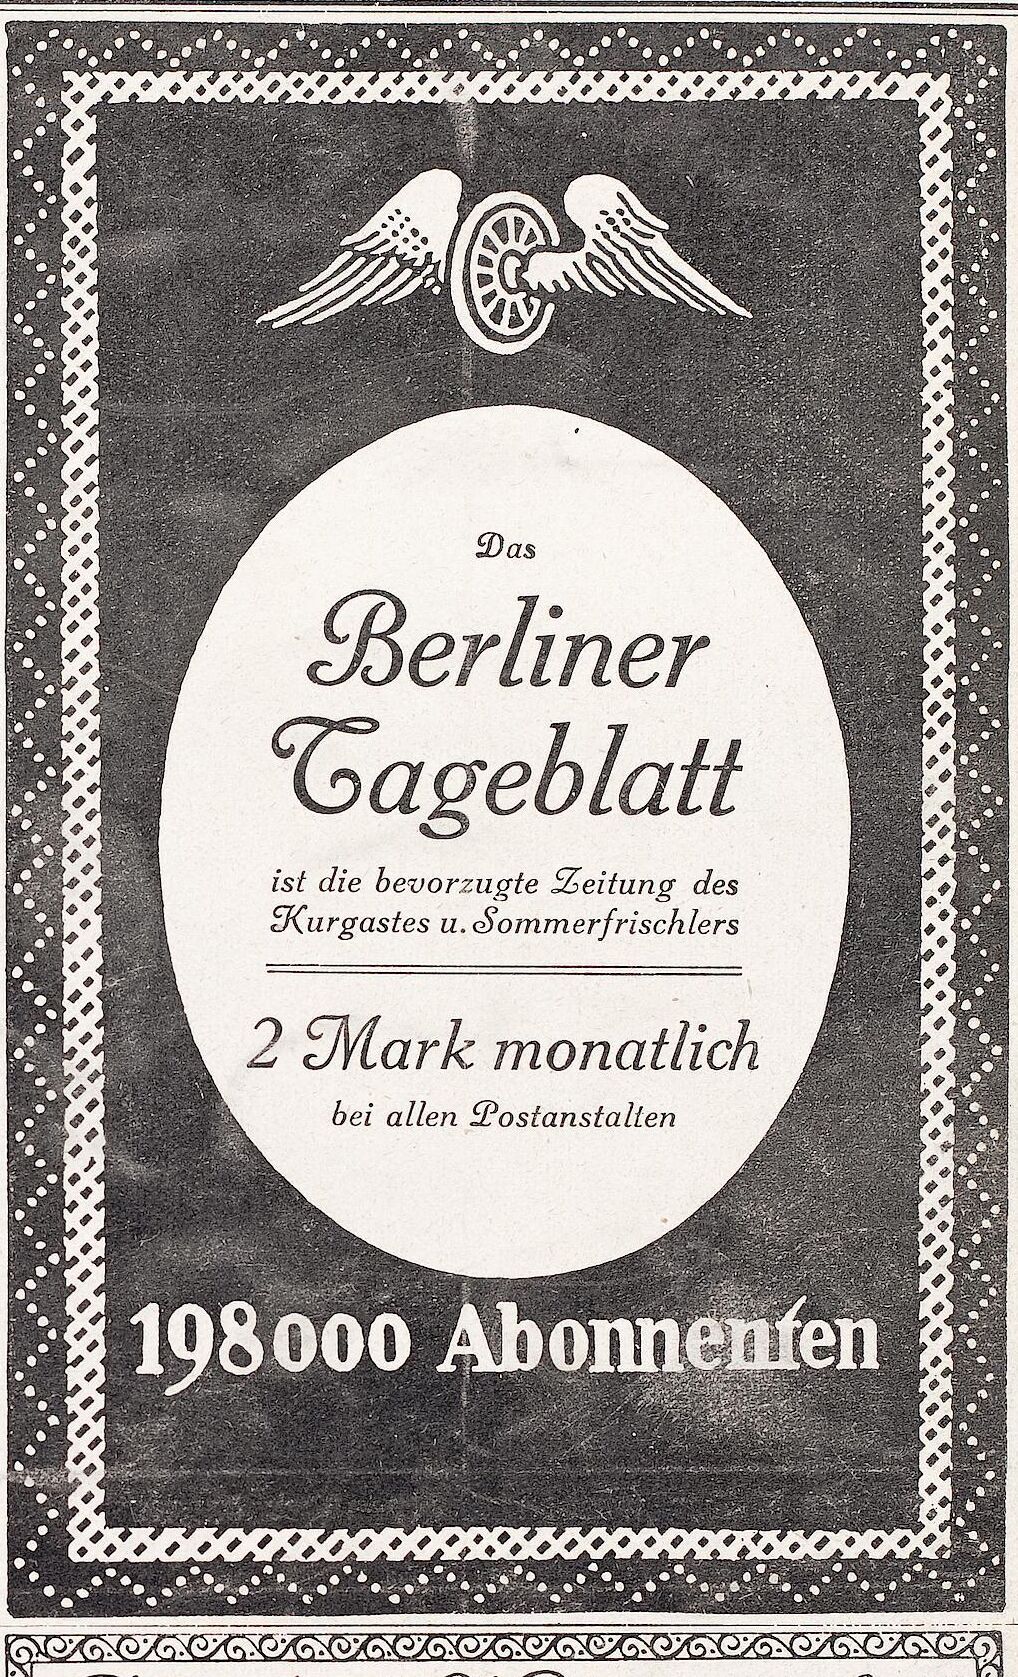 Das
Berliner
Tageblatt
ist die bevorzugte Zeitung des
Kurgastes u. Sommerfrischlers
2 Mark monatlich
bei allen Postanstalten
198000 Abonnenten